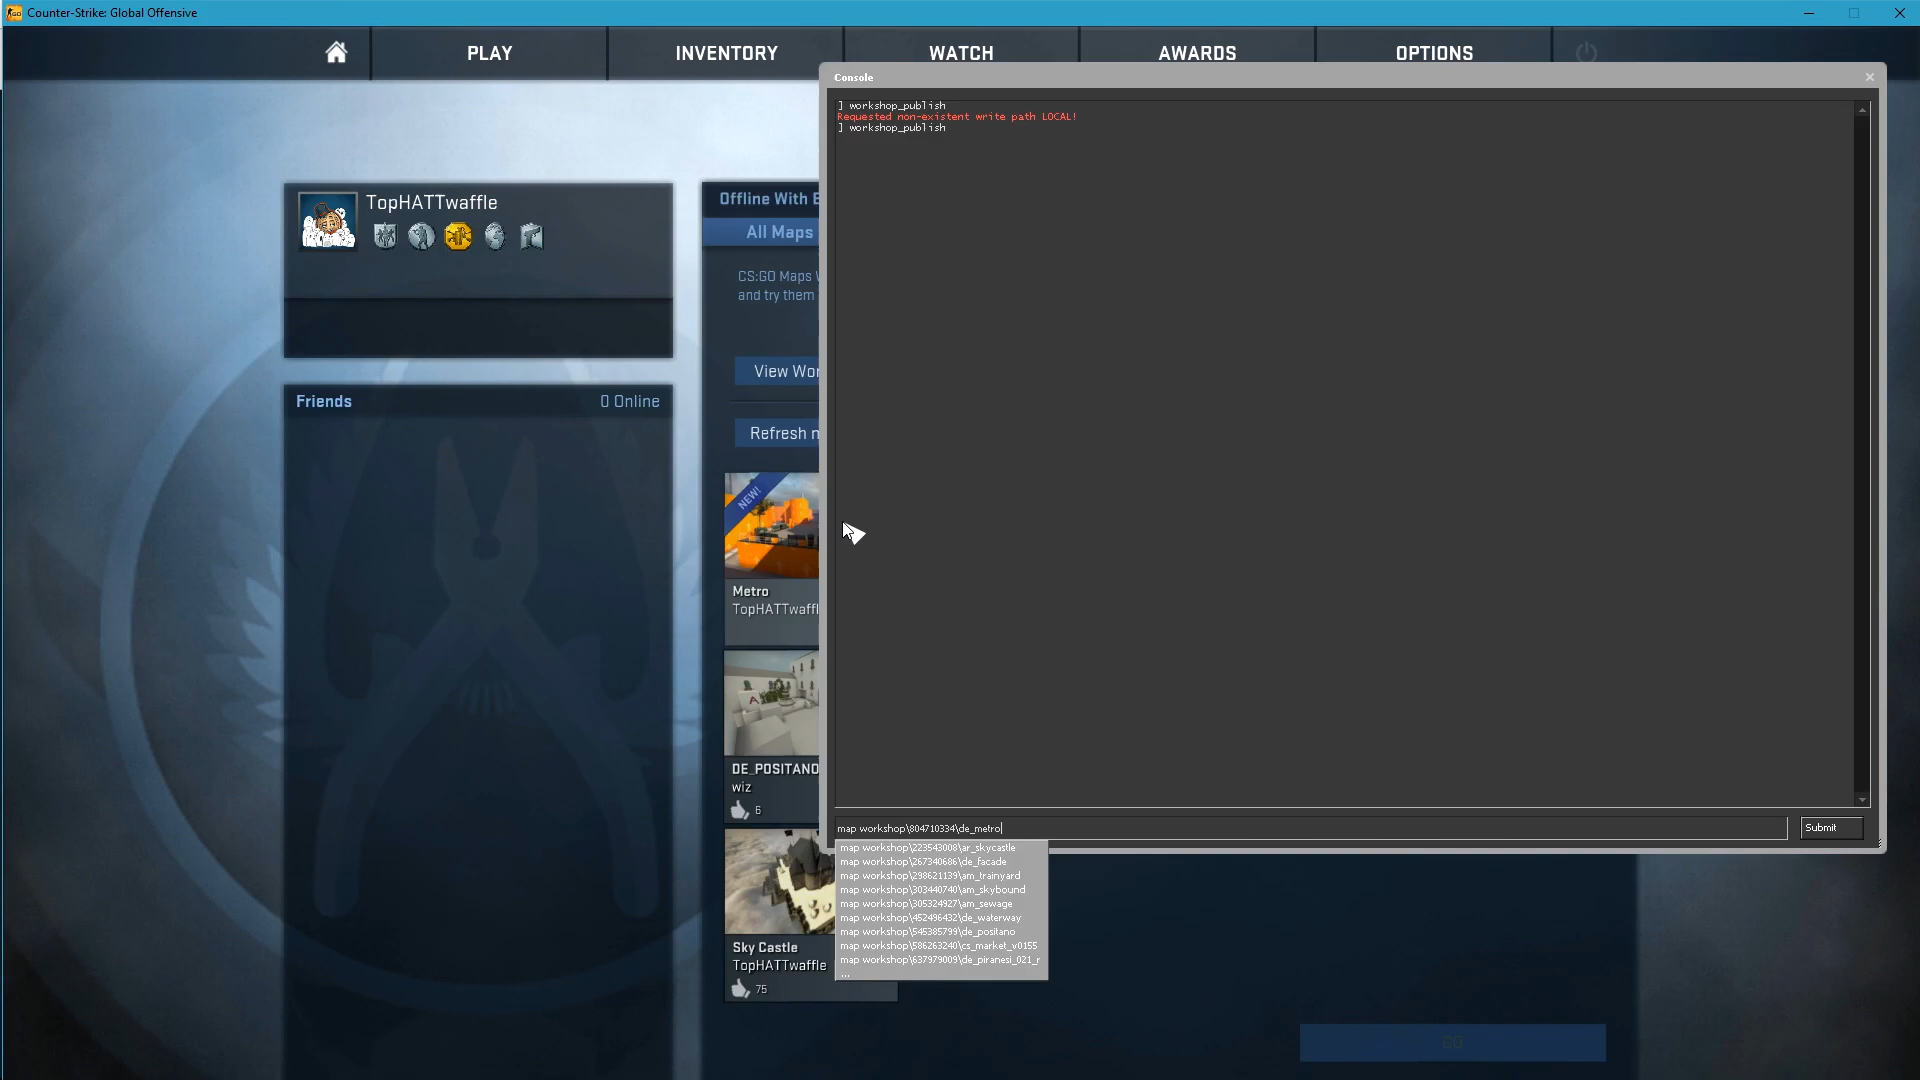 Counter-Strike: Global Offensive
PLAY
INVENTORY
WATCH
AWARDS
OPTIONS
Console
] workshop_publish
Requested non-existent write path LOCAL!
] workshop_publish
TopHATTwaffle
Offline With
All Maps
CS:GO Maps
and try them
View Wor
Friends
0 Online
Refresh
NEW!
Metro
TopHATTwaffl
DE_POSITANO
wiz
6
Sky Castle
TopHATTwaffle
75
map workshop\804710334\de_metro
Submit
map workshop\223543008\ar_skycastle
map workshop\267340686\de_facade
map workshop\298621139\am_trainyard
map workshop\303440740\am_skybound
map workshop\305324927\am_sewage
map workshop\452496432\de_waterway
map workshop\545385799\de_positano
map workshop\586263240\cs_market_v0155
map workshop\637979009\de_piranesi_021_r
...
GO